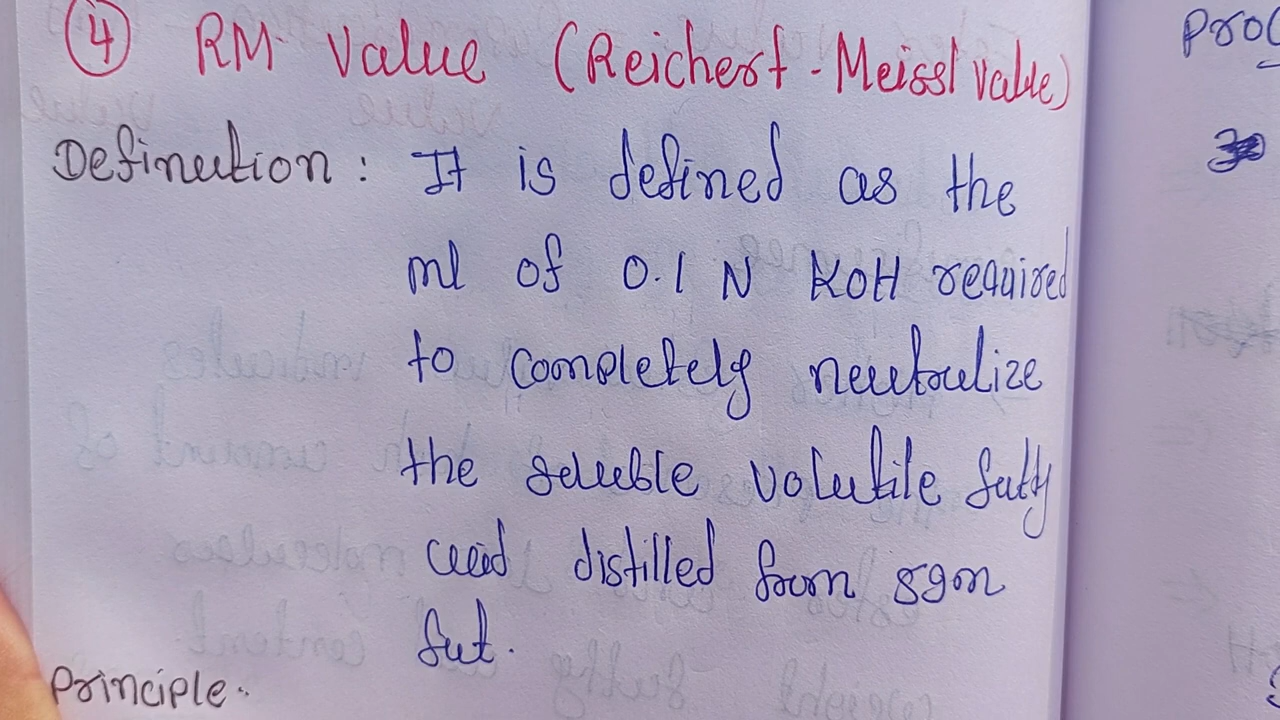 ④ RM Value (Reichert-Meissl value)
Definition : It is defined as the
ml of 0.1 N KOH required
to completely neutralize
the soluble volatile fatty
acid distilled from 5gm
fat.
Principle..